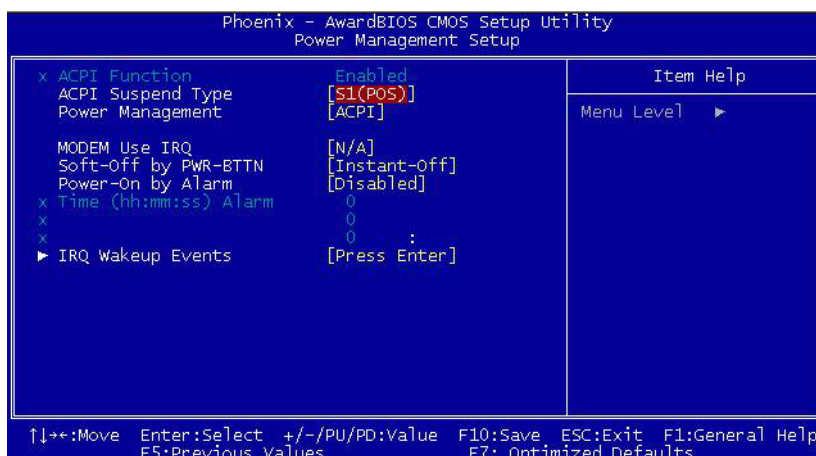 Phoenix - AwardBIOS CMOS Setup Utility
Power Management Setup
x ACPI Function Enabled
ACPI Suspend Type [S1(POS)]
Power Management [ACPI]
MODEM Use IRQ [N/A]
Soft-Off by PWR-BTTN [Instant-Off]
Power-On by Alarm [Disabled]
x Time (hh:mm:ss) Alarm 0
x 0
x 0 :
► IRQ Wakeup Events [Press Enter]
Item Help
Menu Level ►
↑↓→←:Move Enter:Select +/-/PU/PD:Value F10:Save ESC:Exit F1:General Help
F5:Previous Values F7: Optimized Defaults